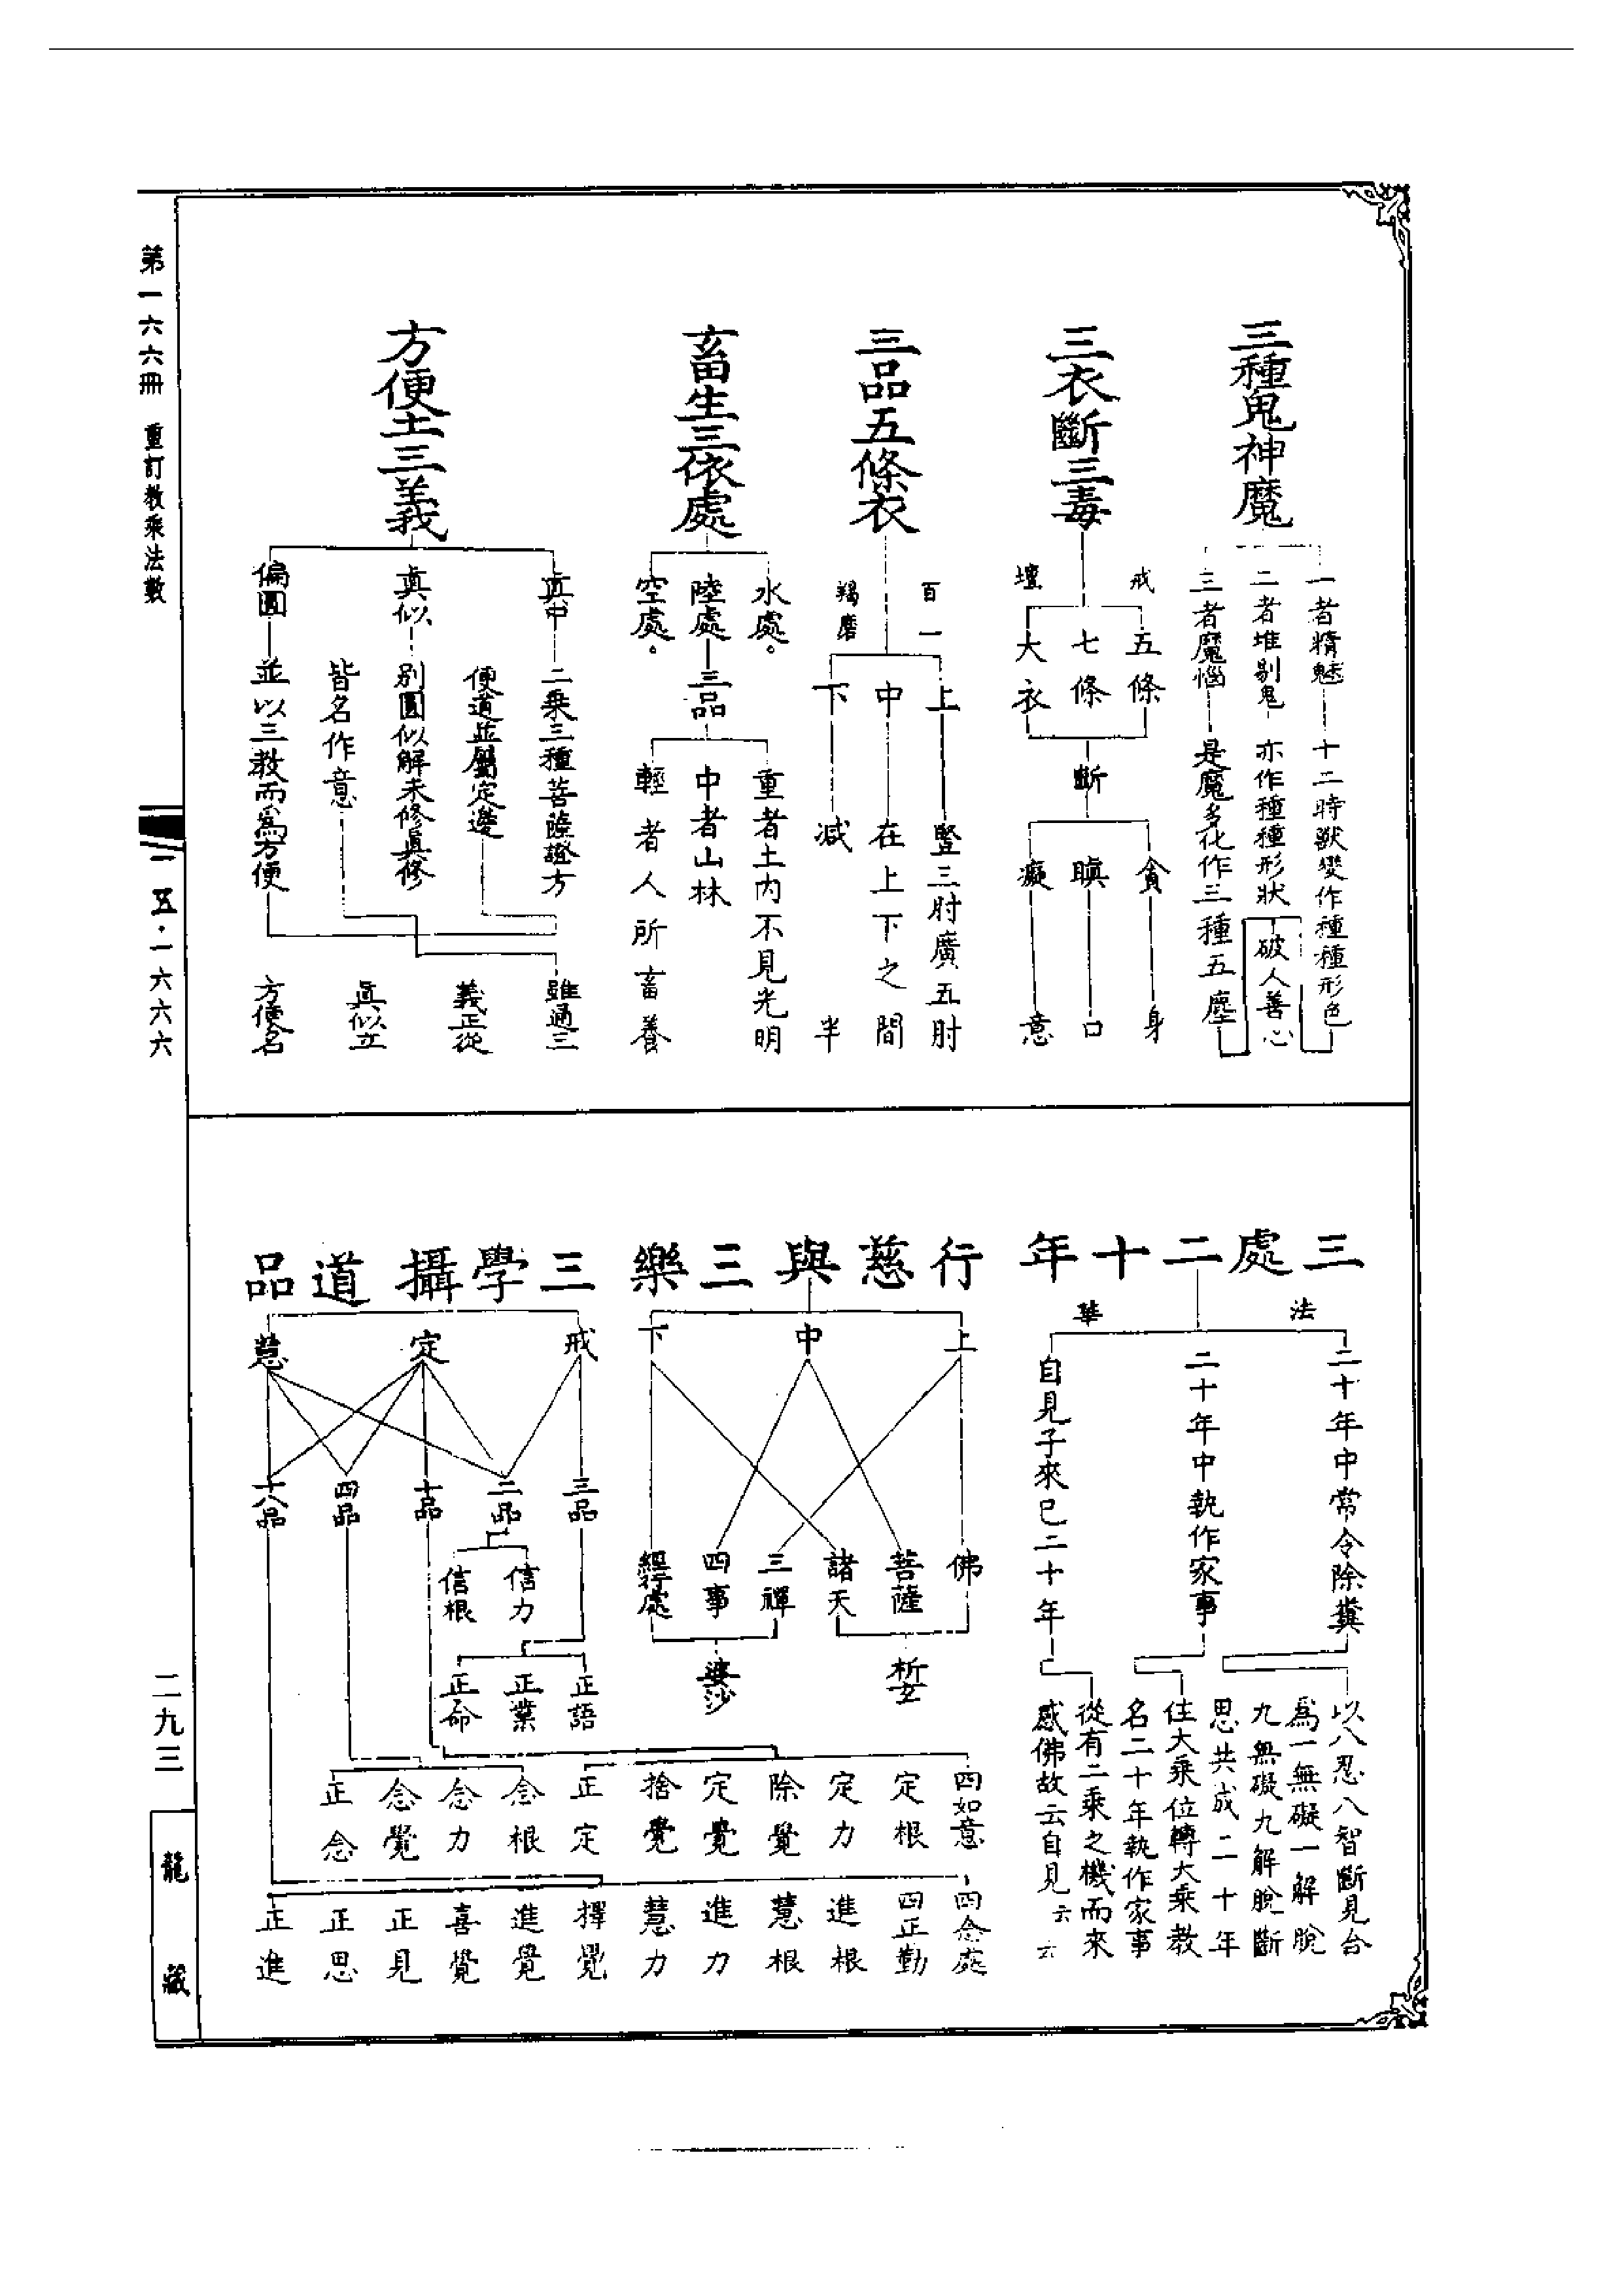 三種鬼神魔
一者精魅
十二時獸變作種種形色
二者堆剔鬼
亦作種種形狀
破人善心
三者魔惱
是魔多化作三種五塵
三衣斷三毒
戒壇
五條
七條
大衣
斷
貪
身
瞋
口
癡
意
三品五條衣
百一羯磨
上
豎三肘廣五肘
中
在上下之間
下
減半
畜生三依處
水處。
陸處
空處。
三品
重者土內不見光明
中者山林
輕者人所畜養
方便土三義
真中
二乘三種菩薩證方
便道並屬定邊
真似
別圓似解未修真修
皆名作意
偏圓
並以三教而為方便
雖通三
義正從
真似立
方便名
三處二十年
法華
二十年中常令除糞
以八忍八智斷見合
為一無礙一解脫
九無礙九解脫斷
思共成二十年
二十年中執作家事
住大乘位轉大乘教
名二十年執作家事
自見子來已二十年
從有二乘之機而來
感佛故云自見云云
行慈與三樂
上
中
下
佛
菩薩
諸天
三禪
四事
經處
析玄
婆沙
三學攝道品
戒
定
慧
三品
二品
十品
四品
十八品
信力
信根
正語
正業
正命
四如意
定根
定力
除覺
定覺
捨覺
正定
念根
念力
念覺
正念
四念處
四正勤
進根
慧根
進力
慧力
擇覺
進覺
喜覺
正見
正思
正進
第一六六冊 重訂教乘法數
一五·一六六六
二九三
龍藏